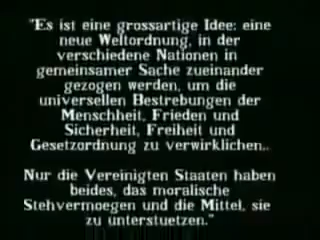 "Es ist eine grossartige Idee: eine
neue Weltordnung, in der
verschiedene Nationen in
gemeinsamer Sache zueinander
gezogen werden, um die
universellen Bestrebungen der
Menschheit, Frieden und
Sicherheit, Freiheit und
Gesetzordnung zu verwirklichen..
Nur die Vereinigten Staaten haben
beides, das moralische
Stehvermoegen und die Mittel, sie
zu unterstuetzen."